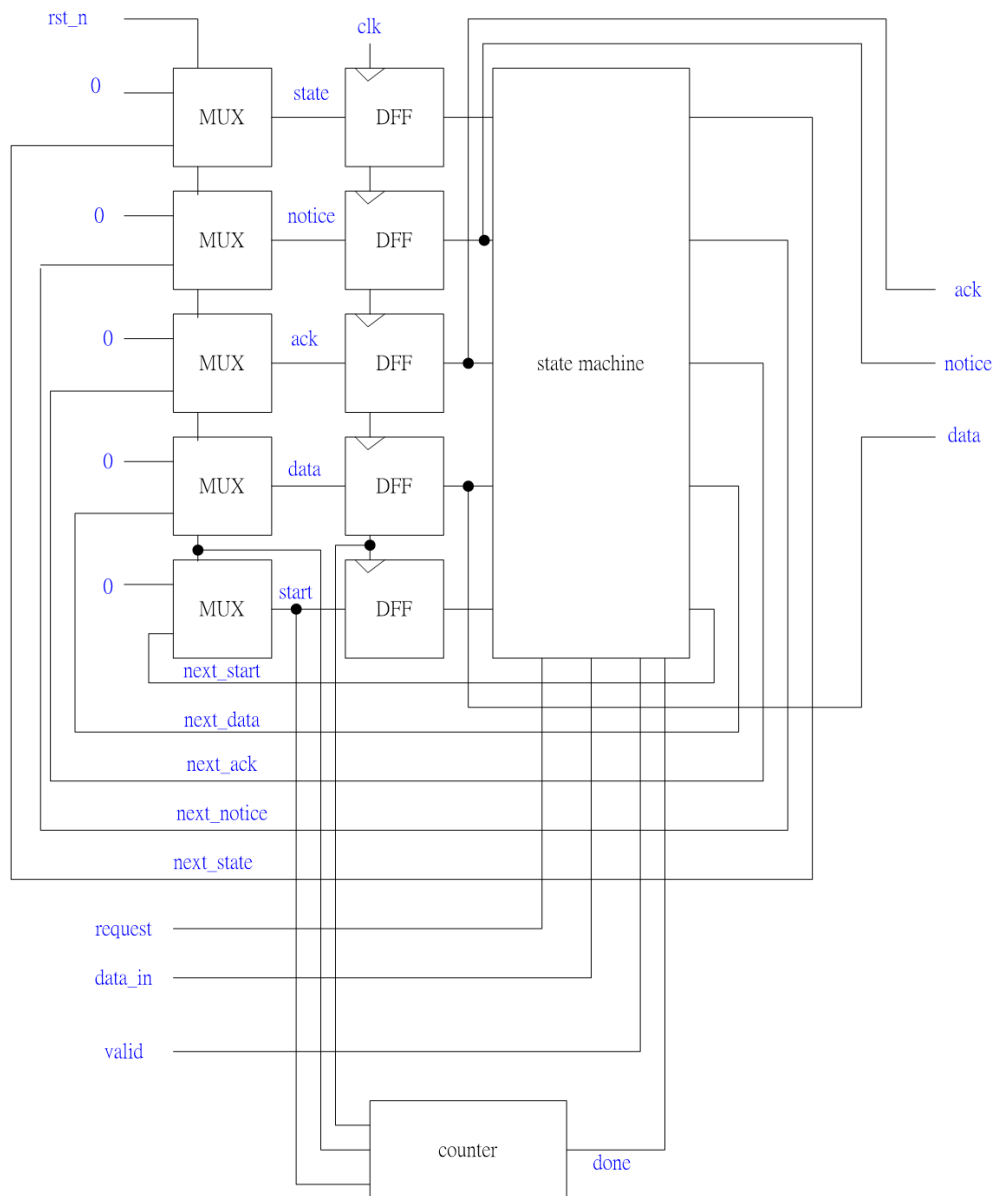 rst_n
clk
0
MUX
state
DFF
0
MUX
notice
DFF
ack
0
MUX
ack
DFF
state machine
notice
data
0
MUX
data
DFF
0
MUX
start
DFF
next_start
next_data
next_ack
next_notice
next_state
request
data_in
valid
counter
done